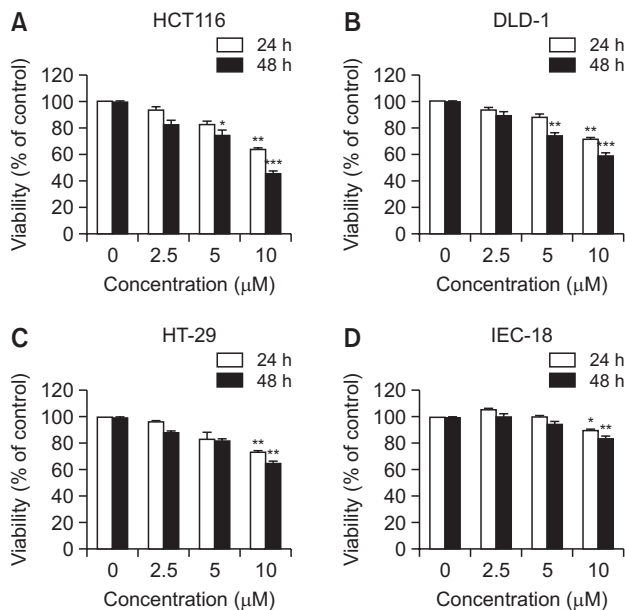 A
HCT116
24 h
48 h
Viability (% of control)
120
100
80
60
40
20
0
*
**
***
0 2.5 5 10
Concentration (μM)
B
DLD-1
24 h
48 h
Viability (% of control)
120
100
80
60
40
20
0
**
**
***
0 2.5 5 10
Concentration (μM)
C
HT-29
24 h
48 h
Viability (% of control)
120
100
80
60
40
20
0
** **
0 2.5 5 10
Concentration (μM)
D
IEC-18
24 h
48 h
Viability (% of control)
120
100
80
60
40
20
0
*
**
0 2.5 5 10
Concentration (μM)